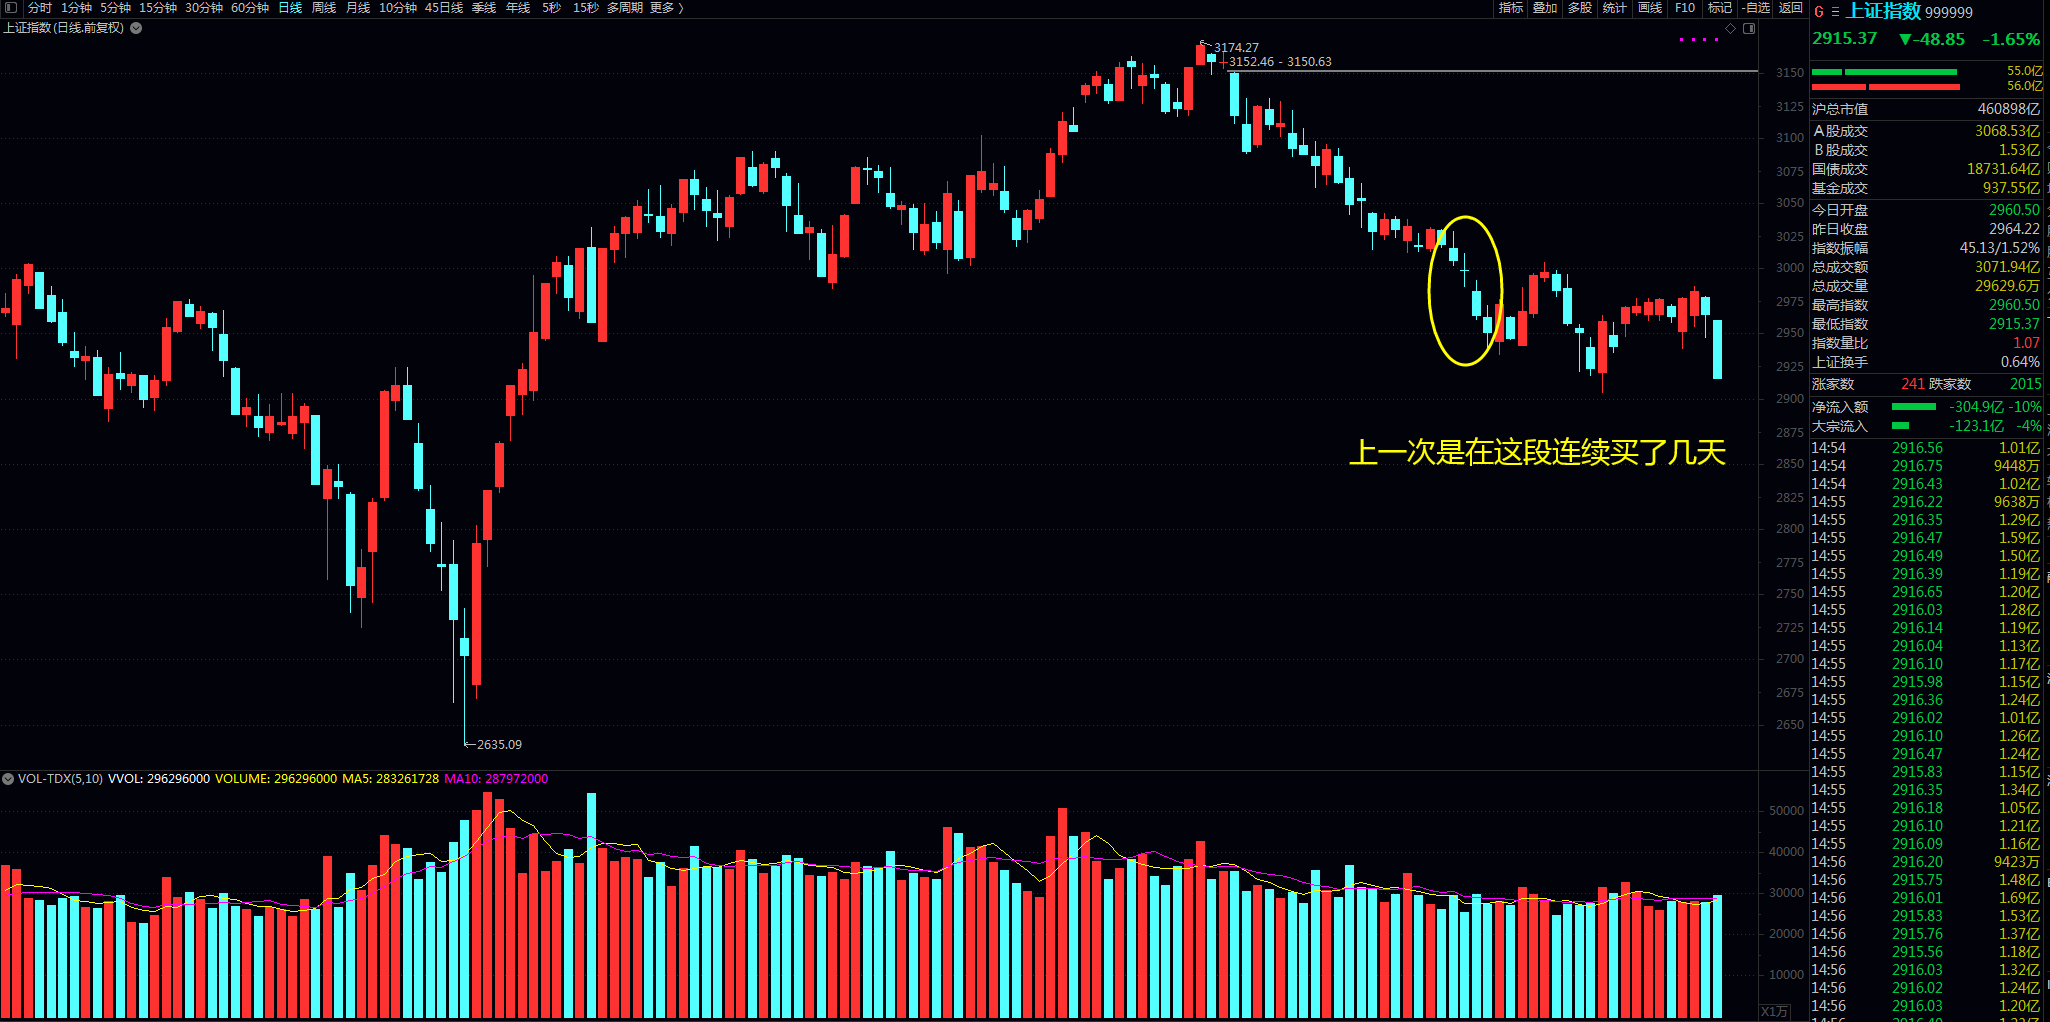 分时 1分钟 5分钟 15分钟 30分钟 60分钟 日线 周线 月线 10分钟 45日线 季线 年线 5秒 15秒 多周期 更多 〉
指标 叠加 多股 统计 画线 F10 标记 -自选 返回
上证指数(日线.前复权)
3174.27
3152.46 - 3150.63
上一次是在这段连续买了几天
←2635.09
3150
3125
3100
3075
3050
3025
3000
2975
2950
2925
2900
2875
2850
2825
2800
2775
2750
2725
2700
2675
2650
VOL-TDX(5,10) VVOL: 296296000 VOLUME: 296296000 MA5: 283261728 MA10: 287972000
50000
40000
30000
20000
10000
X1万
G 上证指数 999999
2915.37 ▼-48.85 -1.65%
55.0亿
56.0亿
沪总市值 460898亿
A股成交 3068.53亿
B股成交 1.53亿
国债成交 18731.64亿
基金成交 937.55亿
今日开盘 2960.50
昨日收盘 2964.22
指数振幅 45.13/1.52%
总成交额 3071.94亿
总成交量 29629.6万
最高指数 2960.50
最低指数 2915.37
指数量比 1.07
上证换手 0.64%
涨家数 241 跌家数 2015
净流入额 -304.9亿 -10%
大宗流入 -123.1亿 -4%
14:54 2916.56 1.01亿
14:54 2916.75 9448万
14:54 2916.43 1.02亿
14:55 2916.22 9638万
14:55 2916.35 1.29亿
14:55 2916.47 1.59亿
14:55 2916.49 1.50亿
14:55 2916.39 1.19亿
14:55 2916.65 1.20亿
14:55 2916.03 1.28亿
14:55 2916.14 1.19亿
14:55 2916.04 1.13亿
14:55 2916.10 1.17亿
14:55 2915.98 1.15亿
14:55 2916.36 1.24亿
14:55 2916.02 1.01亿
14:55 2916.10 1.26亿
14:55 2916.47 1.24亿
14:55 2915.83 1.15亿
14:55 2916.35 1.34亿
14:55 2916.18 1.05亿
14:55 2916.10 1.21亿
14:55 2916.09 1.16亿
14:56 2916.20 9423万
14:56 2915.75 1.48亿
14:56 2916.01 1.69亿
14:56 2915.83 1.53亿
14:56 2915.76 1.37亿
14:56 2915.56 1.18亿
14:56 2916.03 1.32亿
14:56 2916.02 1.24亿
14:56 2916.03 1.20亿